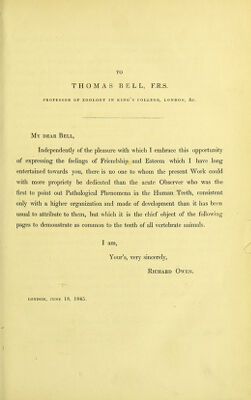 TO
THOMAS BELL, F.R.S.
PROFESSOR OF ZOOLOGY IN KING'S COLLEGE, LONDON, &c.
MY DEAR BELL,
Independently of the pleasure with which I embrace this opportunity
of expressing the feelings of Friendship and Esteem which I have long
entertained towards you, there is no one to whom the present Work could
with more propriety be dedicated than the acute Observer who was the
first to point out Pathological Phenomena in the Human Teeth, consistent
only with a higher organization and mode of development than it has been
usual to attribute to them, but which it is the chief object of the following
pages to demonstrate as common to the teeth of all vertebrate animals.
I am,
Your's, very sincerely,
RICHARD OWEN.
LONDON, JUNE 18, 1845.